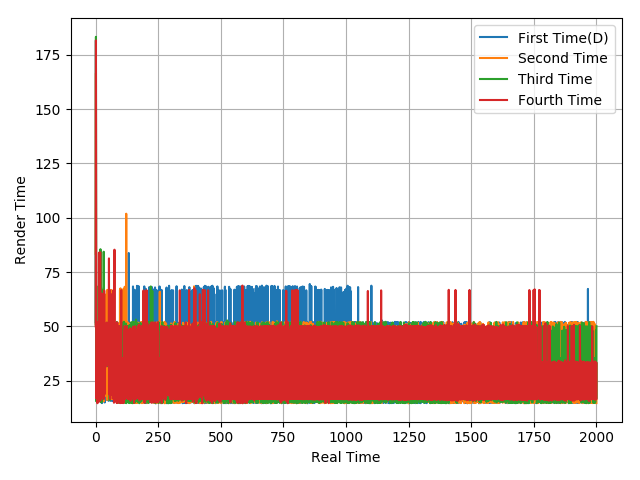 First Time(D)
Second Time
Third Time
Fourth Time
175
150
125
100
75
50
25
Render Time
0
250
500
750
1000
1250
1500
1750
2000
Real Time